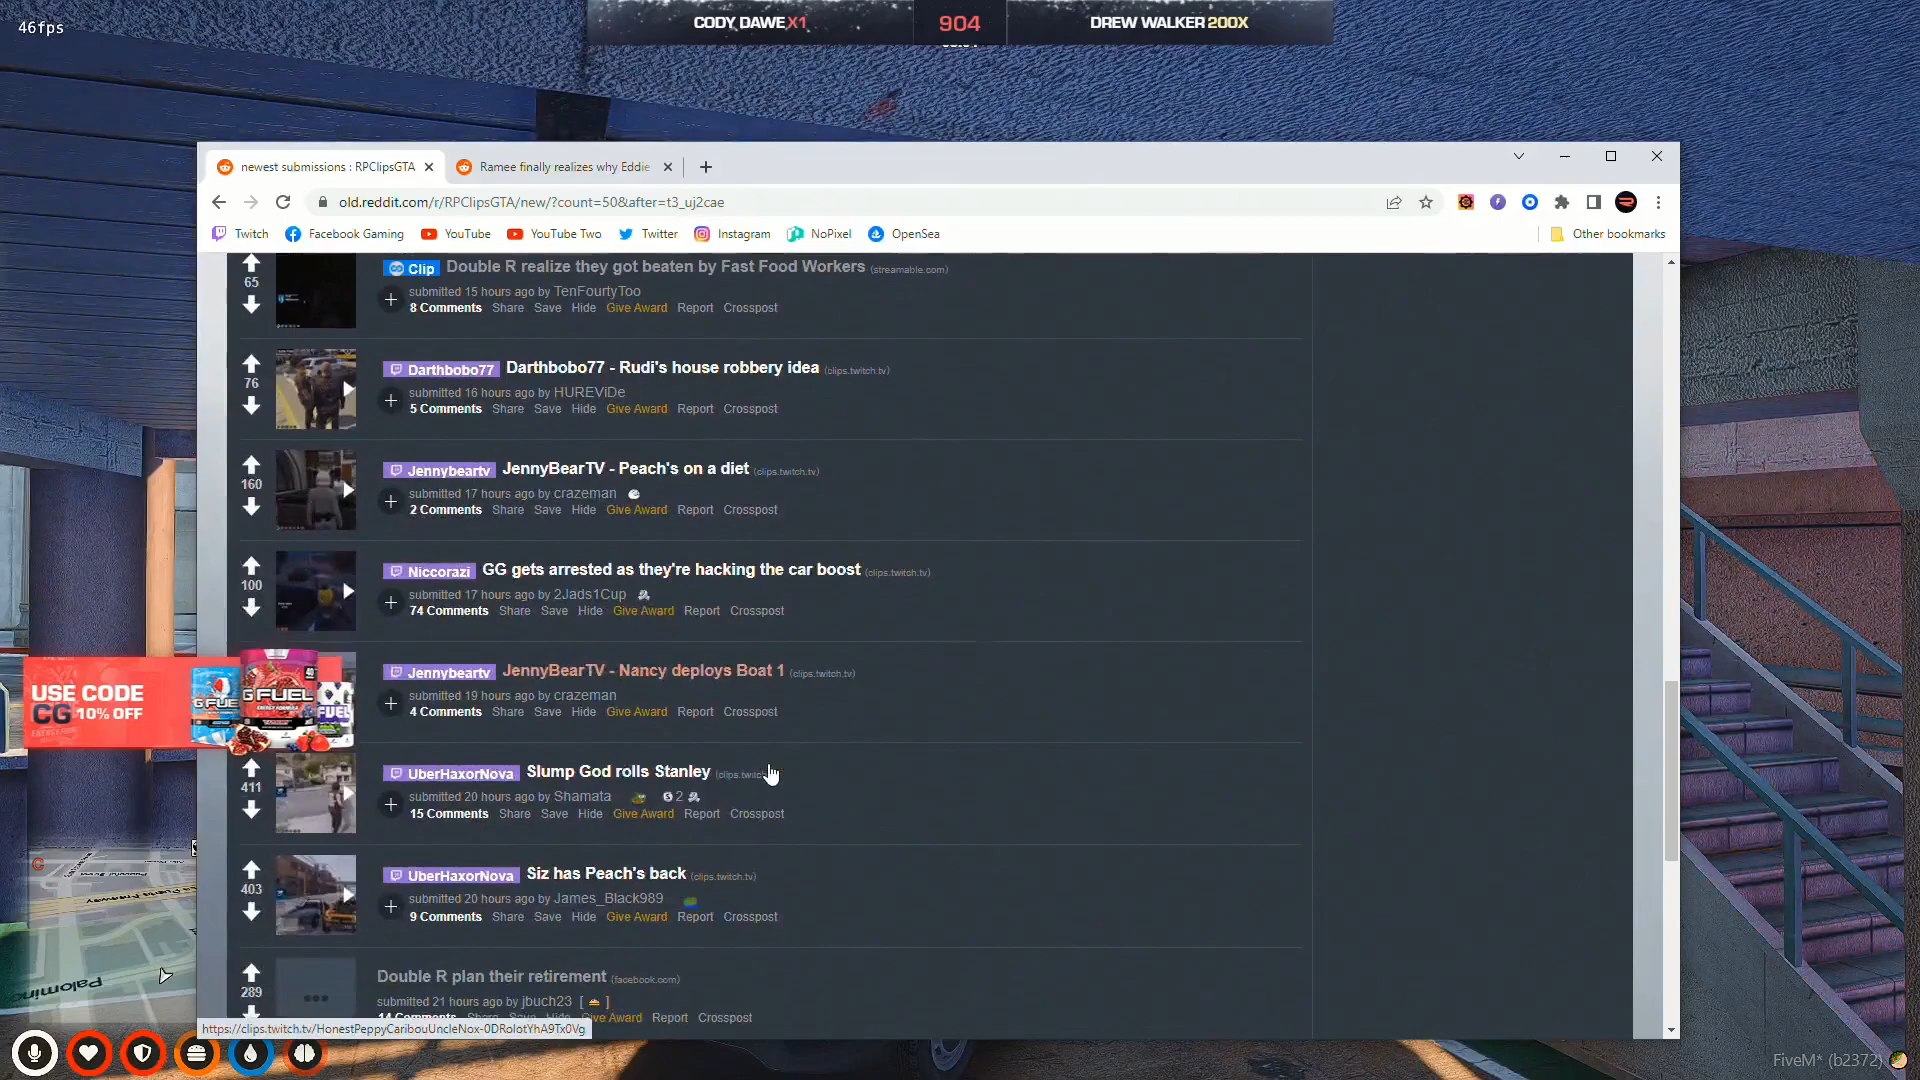 46fps
CODY DAWE X1 904 DREW WALKER 200X
newest submissions : RPClipsGTA
Ramee finally realizes why Eddie
old.reddit.com/r/RPClipsGTA/new/?count=50&after=t3_uj2cae
Twitch Facebook Gaming YouTube YouTube Two Twitter Instagram NoPixel OpenSea Other bookmarks
65
Clip Double R realize they got beaten by Fast Food Workers (streamable.com)
submitted 15 hours ago by TenFourtyToo
8 Comments Share Save Hide Give Award Report Crosspost
76
Darthbobo77 Darthbobo77 - Rudi's house robbery idea (clips.twitch.tv)
submitted 16 hours ago by HUREViDe
5 Comments Share Save Hide Give Award Report Crosspost
160
Jennybeartv JennyBearTV - Peach's on a diet (clips.twitch.tv)
submitted 17 hours ago by crazeman
2 Comments Share Save Hide Give Award Report Crosspost
100
Niccorazi GG gets arrested as they're hacking the car boost (clips.twitch.tv)
submitted 17 hours ago by 2Jads1Cup
74 Comments Share Save Hide Give Award Report Crosspost
USE CODE
CG 10% OFF
G FUEL
Jennybeartv JennyBearTV - Nancy deploys Boat 1 (clips.twitch.tv)
submitted 19 hours ago by crazeman
4 Comments Share Save Hide Give Award Report Crosspost
411
UberHaxorNova Slump God rolls Stanley (clips.twitc
submitted 20 hours ago by Shamata 2
15 Comments Share Save Hide Give Award Report Crosspost
403
UberHaxorNova Siz has Peach's back (clips.twitch.tv)
submitted 20 hours ago by James_Black989
9 Comments Share Save Hide Give Award Report Crosspost
289
Double R plan their retirement (facebook.com)
submitted 21 hours ago by jbuch23 [ ]
14 Comments Share Save Hide Give Award Report Crosspost
https://clips.twitch.tv/HonestPeppyCaribouUncleNox-0DRolotYhA9Tx0Vg
Palomino
FiveM* (b2372)